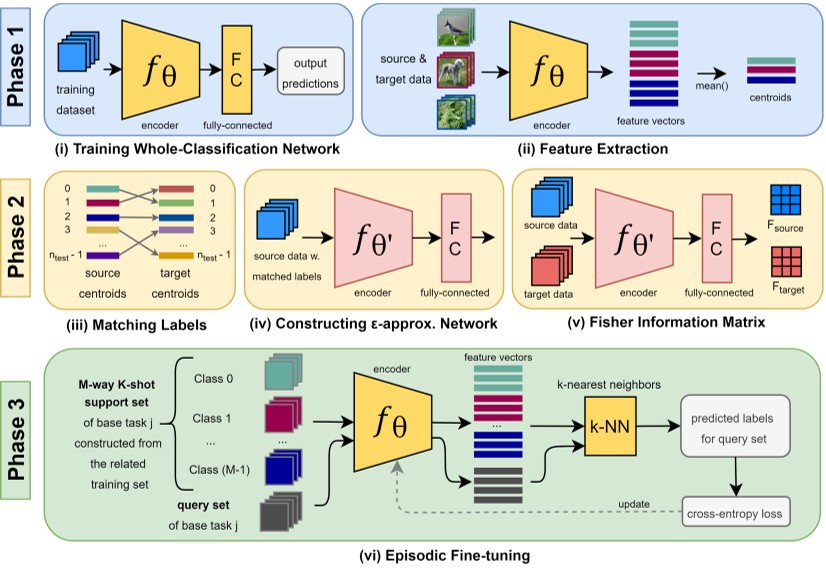 Phase 1
training
dataset
fθ
encoder
F
C
fully-connected
output
predictions
(i) Training Whole-Classification Network
source &
target data
fθ
encoder
feature vectors
mean()
centroids
(ii) Feature Extraction
Phase 2
0
1
2
3
...
n_test - 1
source
centroids
0
1
2
3
...
n_test - 1
target
centroids
(iii) Matching Labels
source data w.
matched labels
fθ'
encoder
F
C
fully-connected
(iv) Constructing ε-approx. Network
source data
target data
fθ'
encoder
F
C
fully-connected
F_source
F_target
(v) Fisher Information Matrix
Phase 3
M-way K-shot
support set
of base task j
constructed from
the related
training set
Class 0
Class 1
...
Class (M-1)
...
query set
of base task j
encoder
fθ
feature vectors
...
k-nearest neighbors
k-NN
predicted labels
for query set
update
cross-entropy loss
(vi) Episodic Fine-tuning